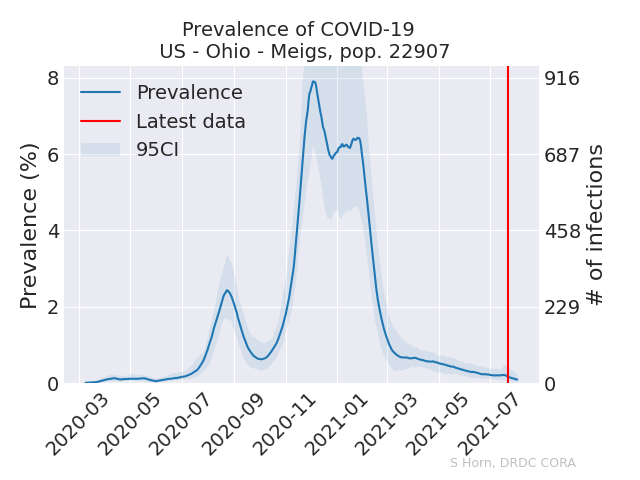 Prevalence of COVID-19
US - Ohio - Meigs, pop. 22907
Prevalence
Latest data
95CI
Prevalence (%)
8
6
4
2
0
916
687
458
229
0
# of infections
2020-03
2020-05
2020-07
2020-09
2020-11
2021-01
2021-03
2021-05
2021-07
S Horn, DRDC CORA